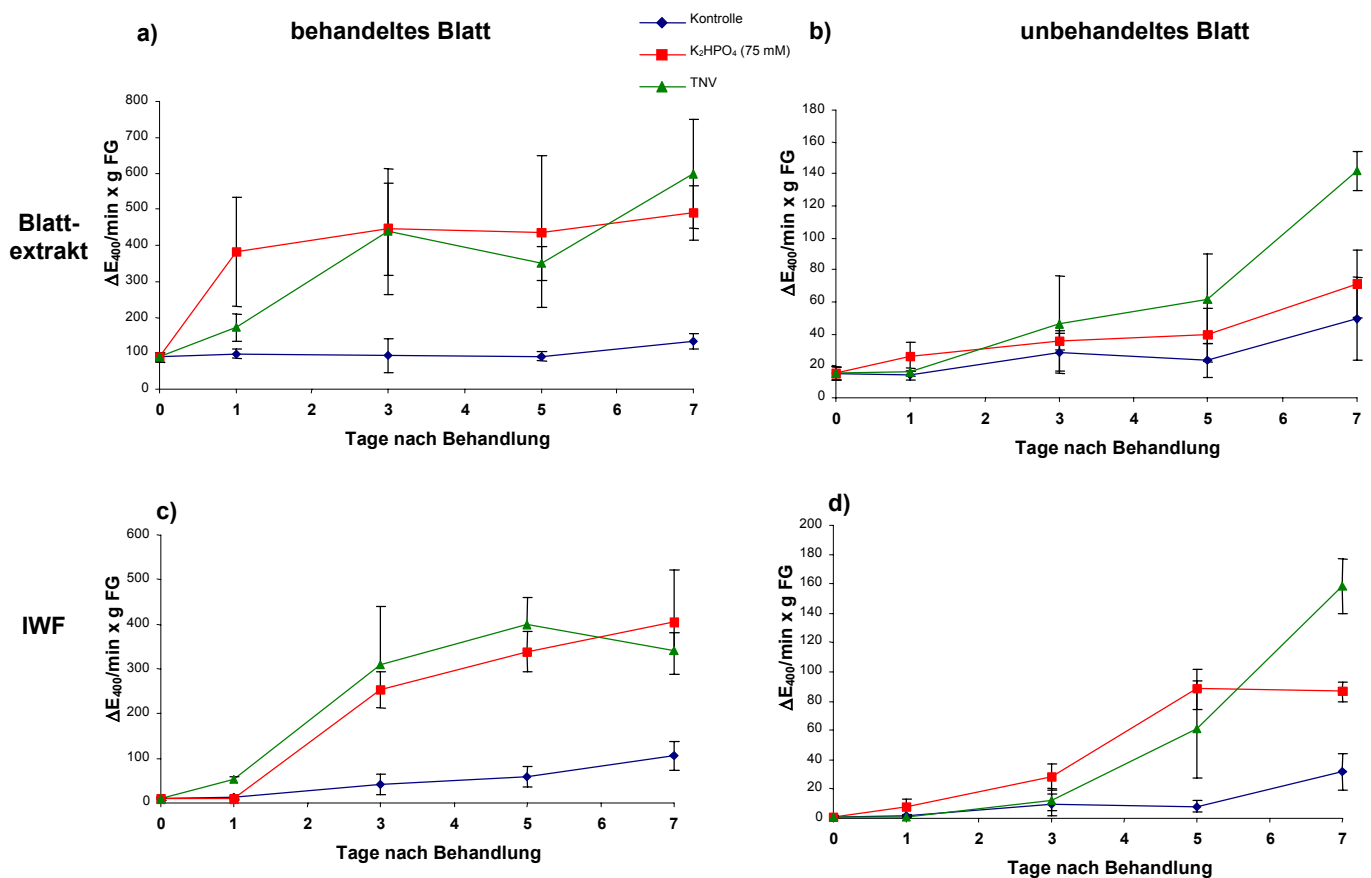 behandeltes Blatt
unbehandeltes Blatt
Kontrolle
K₂HPO₄ (75 mM)
TNV
a)
800
700
600
500
400
300
200
100
0
ΔE₄₀₀/min x g FG
0 1 2 3 4 5 6 7
Tage nach Behandlung
b)
180
160
140
120
100
80
60
40
20
0
ΔE₄₀₀/min x g FG
0 1 2 3 4 5 6 7
Tage nach Behandlung
Blatt-
extrakt
c)
600
500
400
300
200
100
0
ΔE₄₀₀/min x g FG
0 1 2 3 4 5 6 7
Tage nach Behandlung
d)
200
180
160
140
120
100
80
60
40
20
0
ΔE₄₀₀/min x g FG
0 1 2 3 4 5 6 7
Tage nach Behandlung
IWF